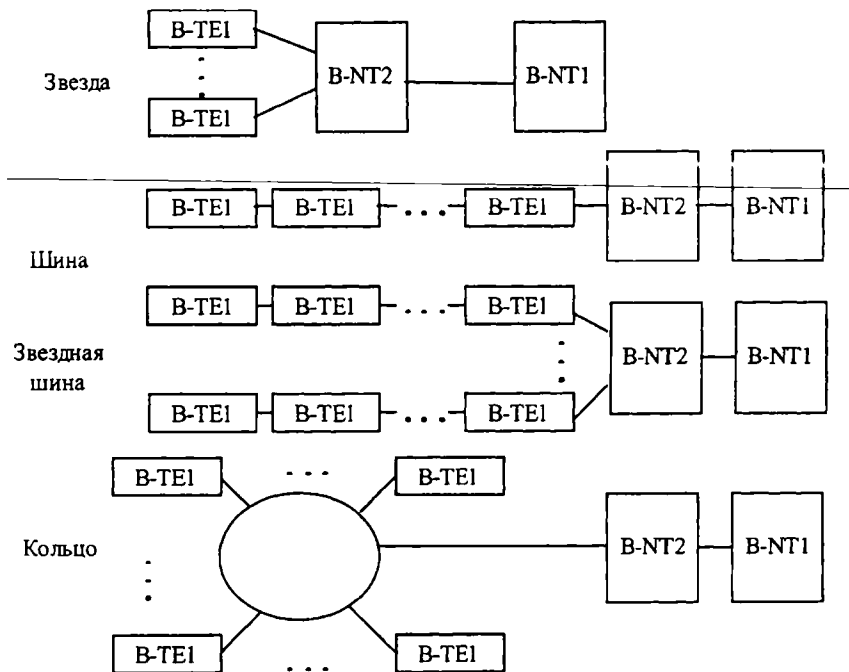 B-TE1
Звезда
B-TE1
B-NT2
B-NT1
B-TE1 B-TE1 ... B-TE1 B-NT2 B-NT1
Шина
B-TE1 B-TE1 ... B-TE1
Звездная
шина
B-NT2 B-NT1
B-TE1 B-TE1 ... B-TE1
B-TE1 ... B-TE1
Кольцо
B-NT2 B-NT1
B-TE1 ... B-TE1